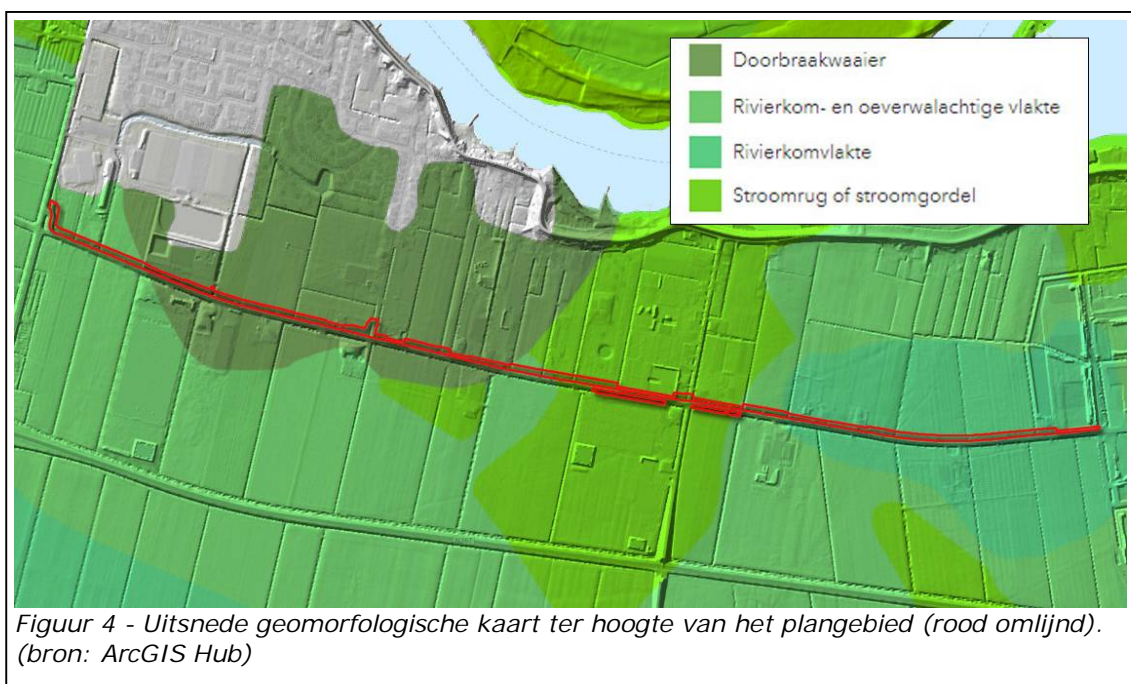 Doorbraakwaaier
Rivierkom- en oeverwalachtige vlakte
Rivierkomvlakte
Stroomrug of stroomgordel
Figuur 4 - Uitsnede geomorfologische kaart ter hoogte van het plangebied (rood omlijnd).
(bron: ArcGIS Hub)